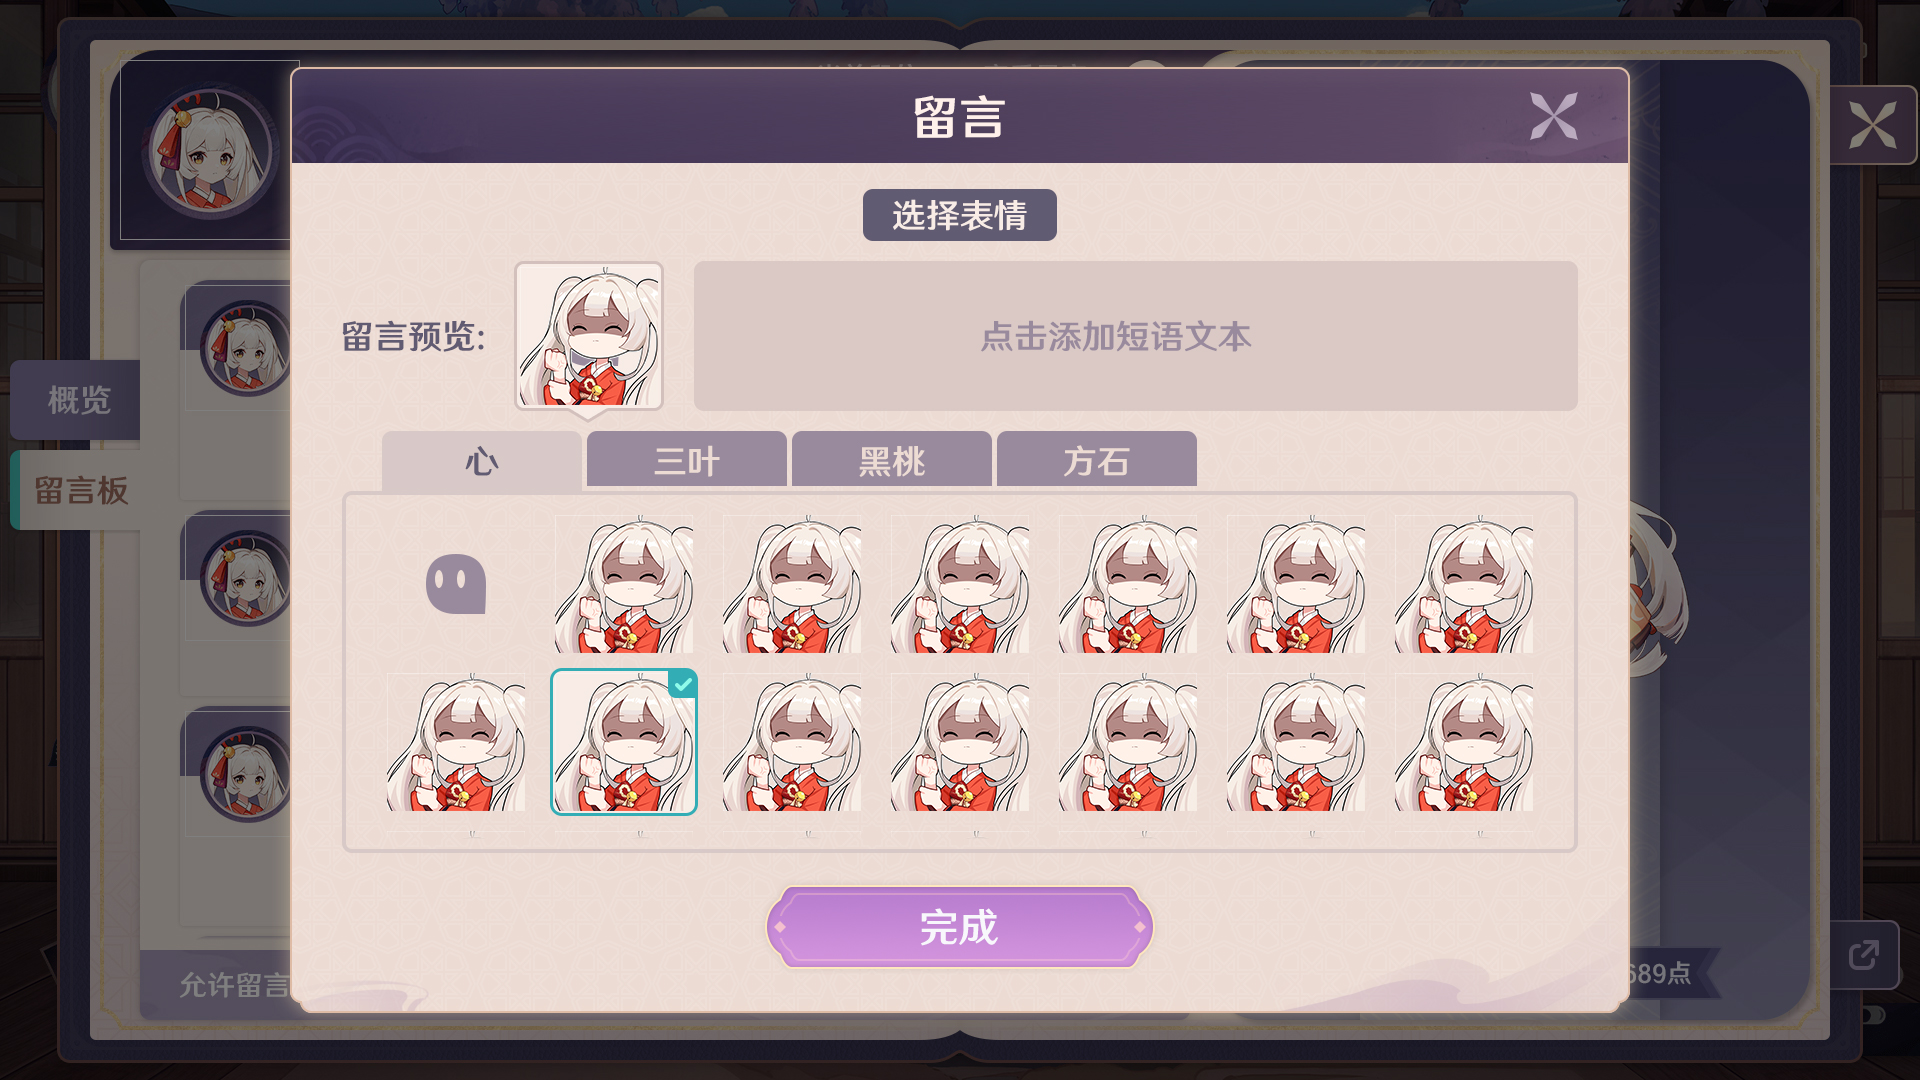 留言
选择表情
留言预览:
点击添加短语文本
心
三叶
黑桃
方石
概览
留言板
完成
允许留言
689点